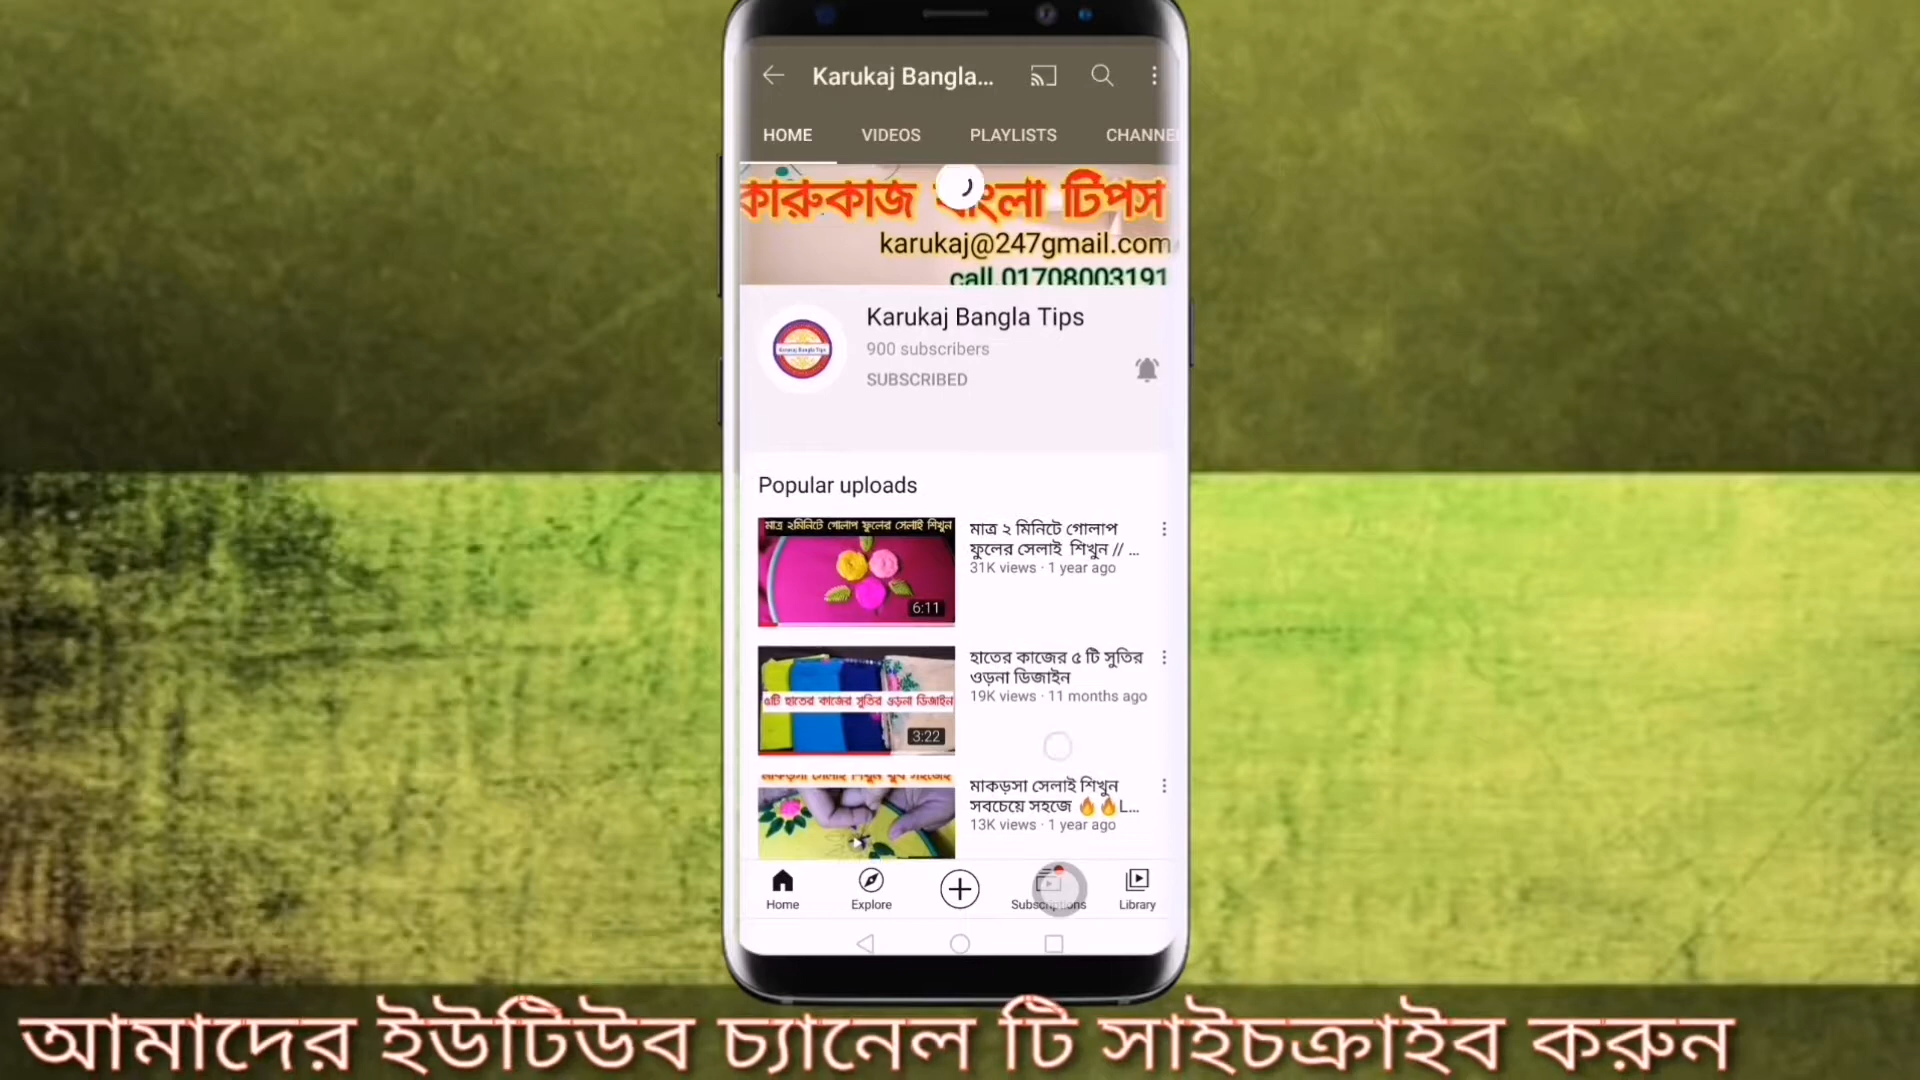 Karukaj Bangla...
HOME VIDEOS PLAYLISTS CHANNE
কারুকাজ বাংলা টিপস
karukaj@247gmail.com
call.01708003191
Karukaj Bangla Tips
900 subscribers
SUBSCRIBED
Popular uploads
মাত্র ২মিনিটে গোলাপ ফুলের সেলাই শিখুন
6:11
মাত্র ২ মিনিটে গোলাপ
ফুলের সেলাই শিখুন // ...
31K views · 1 year ago
৫টি হাতের কাজের সুতির ওড়না ডিজাইন
3:22
হাতের কাজের ৫ টি সুতির
ওড়না ডিজাইন
19K views · 11 months ago
মাকড়সা সেলাই শিখুন খুব সহজেই
মাকড়সা সেলাই শিখুন
সবচেয়ে সহজে 🔥🔥L...
13K views · 1 year ago
Home Explore Subscriptions Library
আমাদের ইউটিউব চ্যানেল টি সাইচক্রাইব করুন